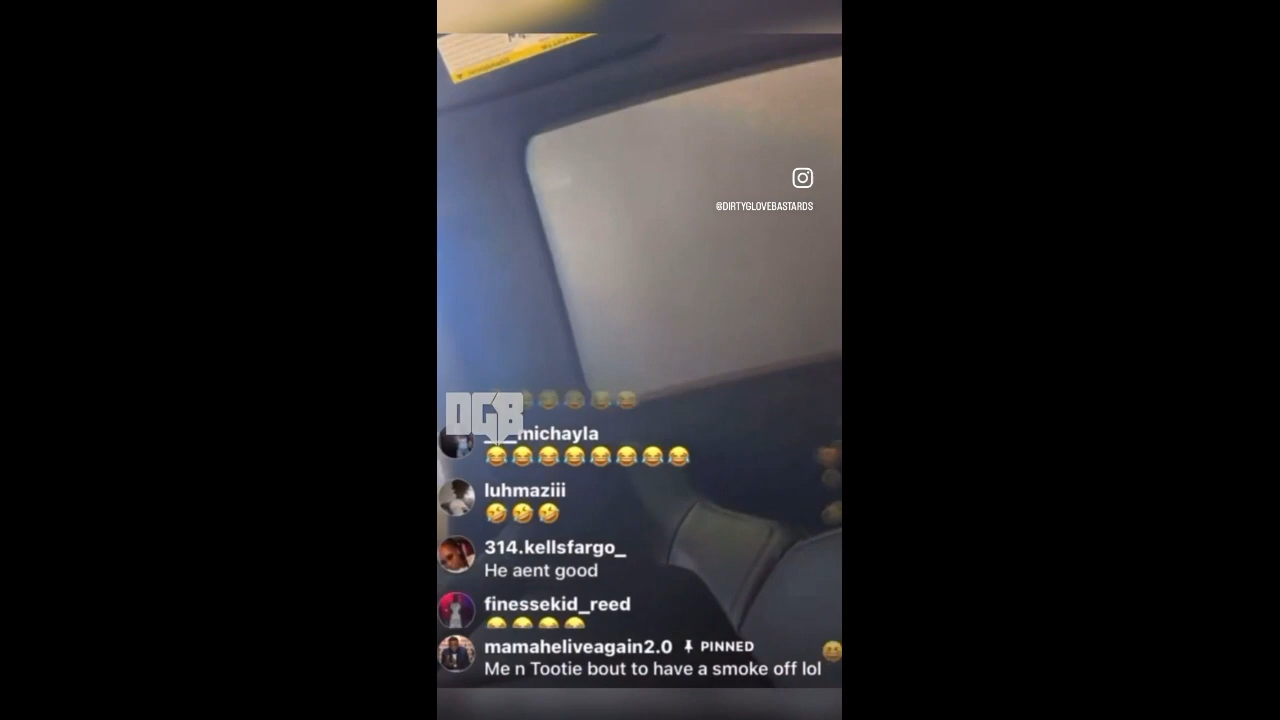 @DIRTYGLOVEBASTARDS
DGB
___michayla
😂😂😂😂😂😂😂😂
luhmaziii
🤣🤣🤣
314.kellsfargo_
He aent good
finessekid_reed
😂😂😂😂
mamaheliveagain2.0 PINNED
Me n Tootie bout to have a smoke off lol